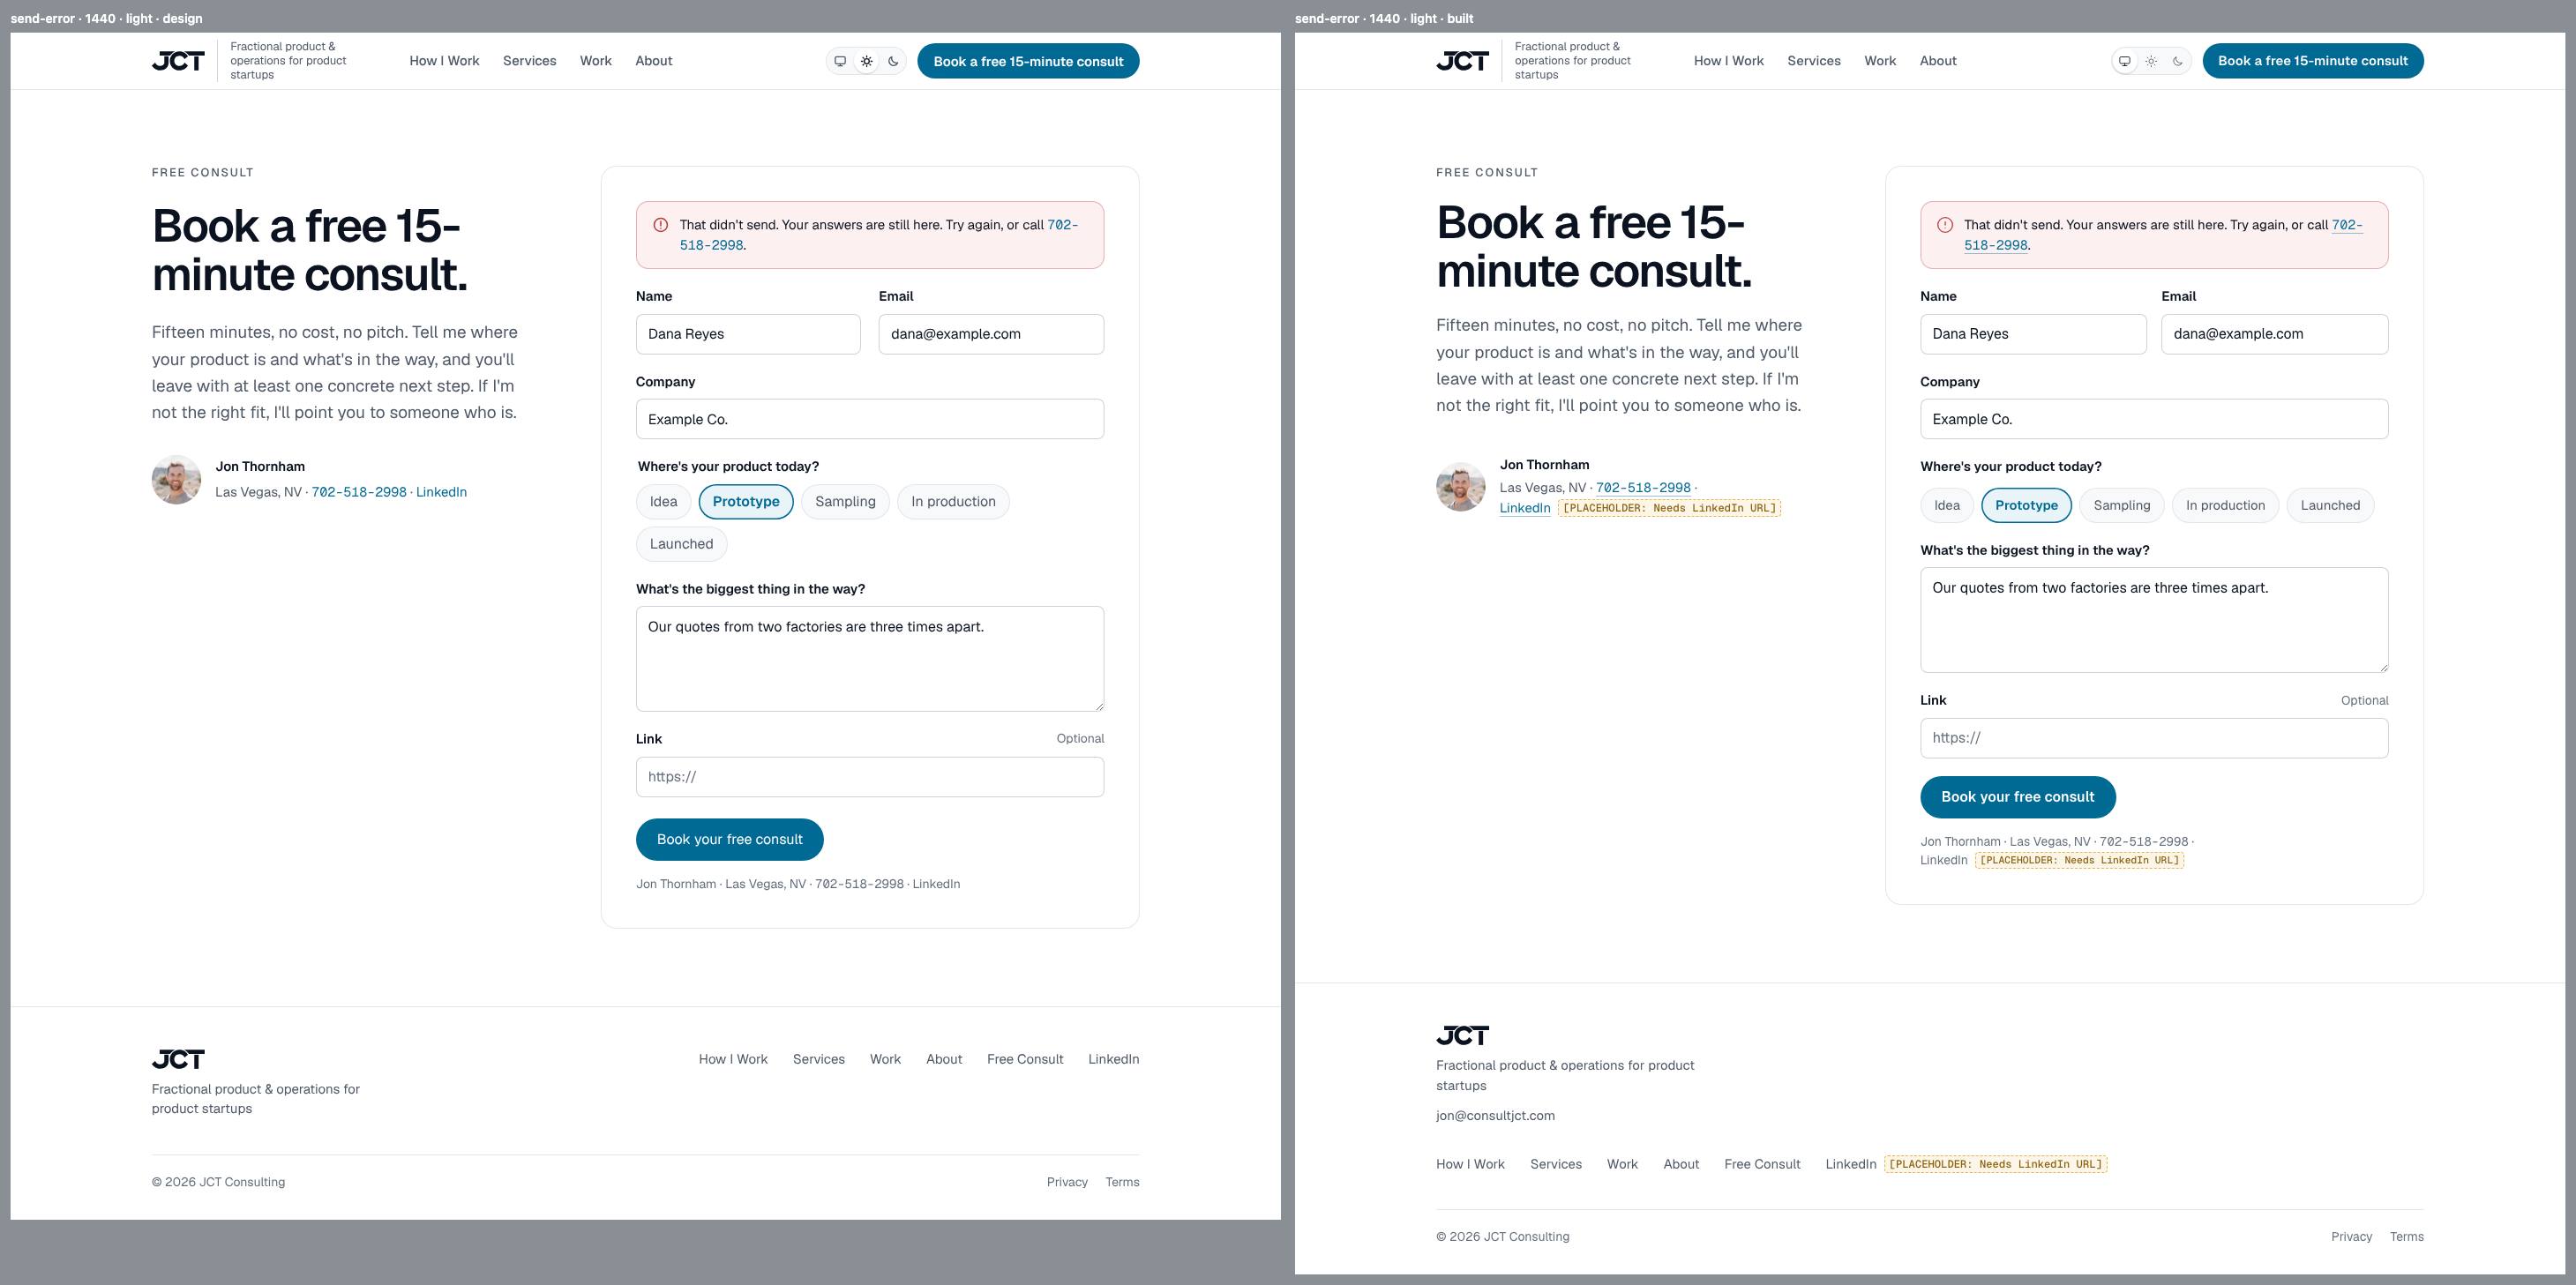 send-error · 1440 · light · design
JCT
Fractional product &
operations for product
startups
How I Work
Services
Work
About
Book a free 15-minute consult
FREE CONSULT
Book a free 15-
minute consult.
Fifteen minutes, no cost, no pitch. Tell me where
your product is and what's in the way, and you'll
leave with at least one concrete next step. If I'm
not the right fit, I'll point you to someone who is.
Jon Thornham
Las Vegas, NV · 702-518-2998 · LinkedIn
That didn't send. Your answers are still here. Try again, or call 702-
518-2998.
Name
Email
Dana Reyes
dana@example.com
Company
Example Co.
Where's your product today?
Idea
Prototype
Sampling
In production
Launched
What's the biggest thing in the way?
Our quotes from two factories are three times apart.
Link
Optional
https://
Book your free consult
Jon Thornham · Las Vegas, NV · 702-518-2998 · LinkedIn
JCT
Fractional product & operations for
product startups
How I Work
Services
Work
About
Free Consult
LinkedIn
© 2026 JCT Consulting
Privacy
Terms
send-error · 1440 · light · built
JCT
Fractional product &
operations for product
startups
How I Work
Services
Work
About
Book a free 15-minute consult
FREE CONSULT
Book a free 15-
minute consult.
Fifteen minutes, no cost, no pitch. Tell me where
your product is and what's in the way, and you'll
leave with at least one concrete next step. If I'm
not the right fit, I'll point you to someone who is.
Jon Thornham
Las Vegas, NV · 702-518-2998 ·
LinkedIn [PLACEHOLDER: Needs LinkedIn URL]
That didn't send. Your answers are still here. Try again, or call 702-
518-2998.
Name
Email
Dana Reyes
dana@example.com
Company
Example Co.
Where's your product today?
Idea
Prototype
Sampling
In production
Launched
What's the biggest thing in the way?
Our quotes from two factories are three times apart.
Link
Optional
https://
Book your free consult
Jon Thornham · Las Vegas, NV · 702-518-2998 ·
LinkedIn [PLACEHOLDER: Needs LinkedIn URL]
JCT
Fractional product & operations for product
startups
jon@consultjct.com
How I Work
Services
Work
About
Free Consult
LinkedIn [PLACEHOLDER: Needs LinkedIn URL]
© 2026 JCT Consulting
Privacy
Terms